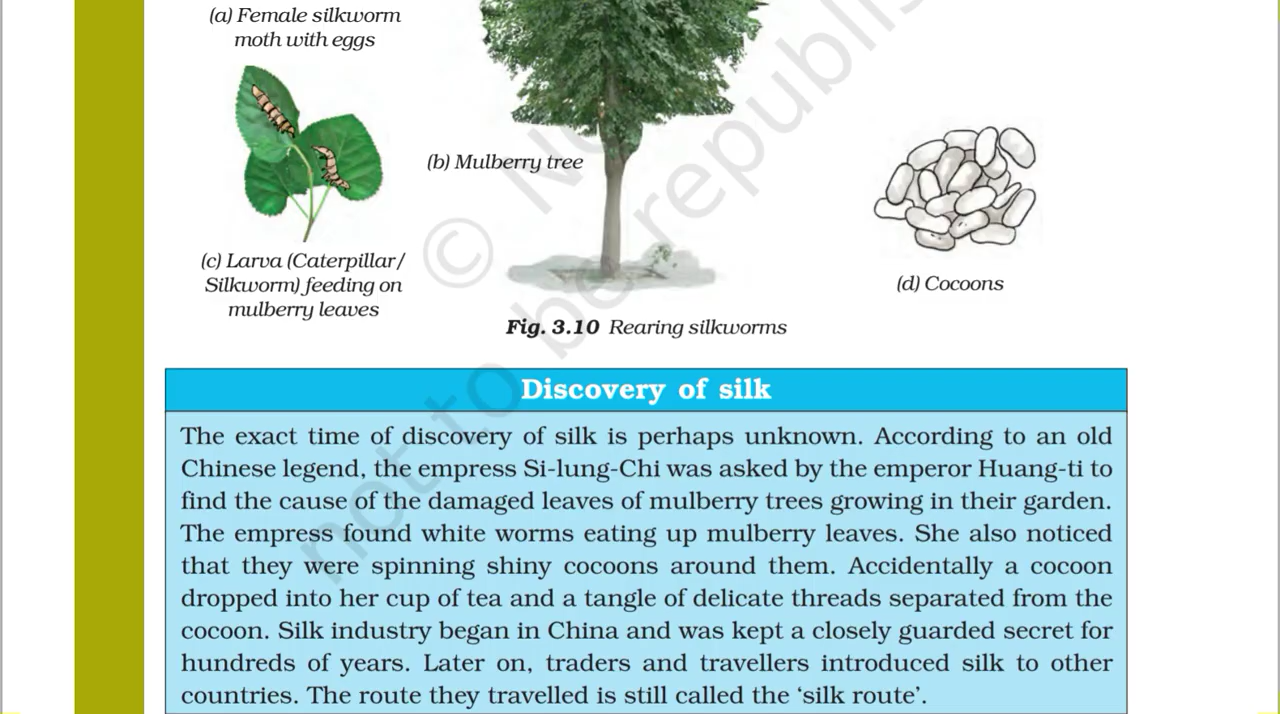 (a) Female silkworm
moth with eggs
(b) Mulberry tree
(c) Larva (Caterpillar/
Silkworm) feeding on
mulberry leaves
(d) Cocoons
Fig. 3.10 Rearing silkworms
Discovery of silk
The exact time of discovery of silk is perhaps unknown. According to an old
Chinese legend, the empress Si-lung-Chi was asked by the emperor Huang-ti to
find the cause of the damaged leaves of mulberry trees growing in their garden.
The empress found white worms eating up mulberry leaves. She also noticed
that they were spinning shiny cocoons around them. Accidentally a cocoon
dropped into her cup of tea and a tangle of delicate threads separated from the
cocoon. Silk industry began in China and was kept a closely guarded secret for
hundreds of years. Later on, traders and travellers introduced silk to other
countries. The route they travelled is still called the ‘silk route’.
not to be